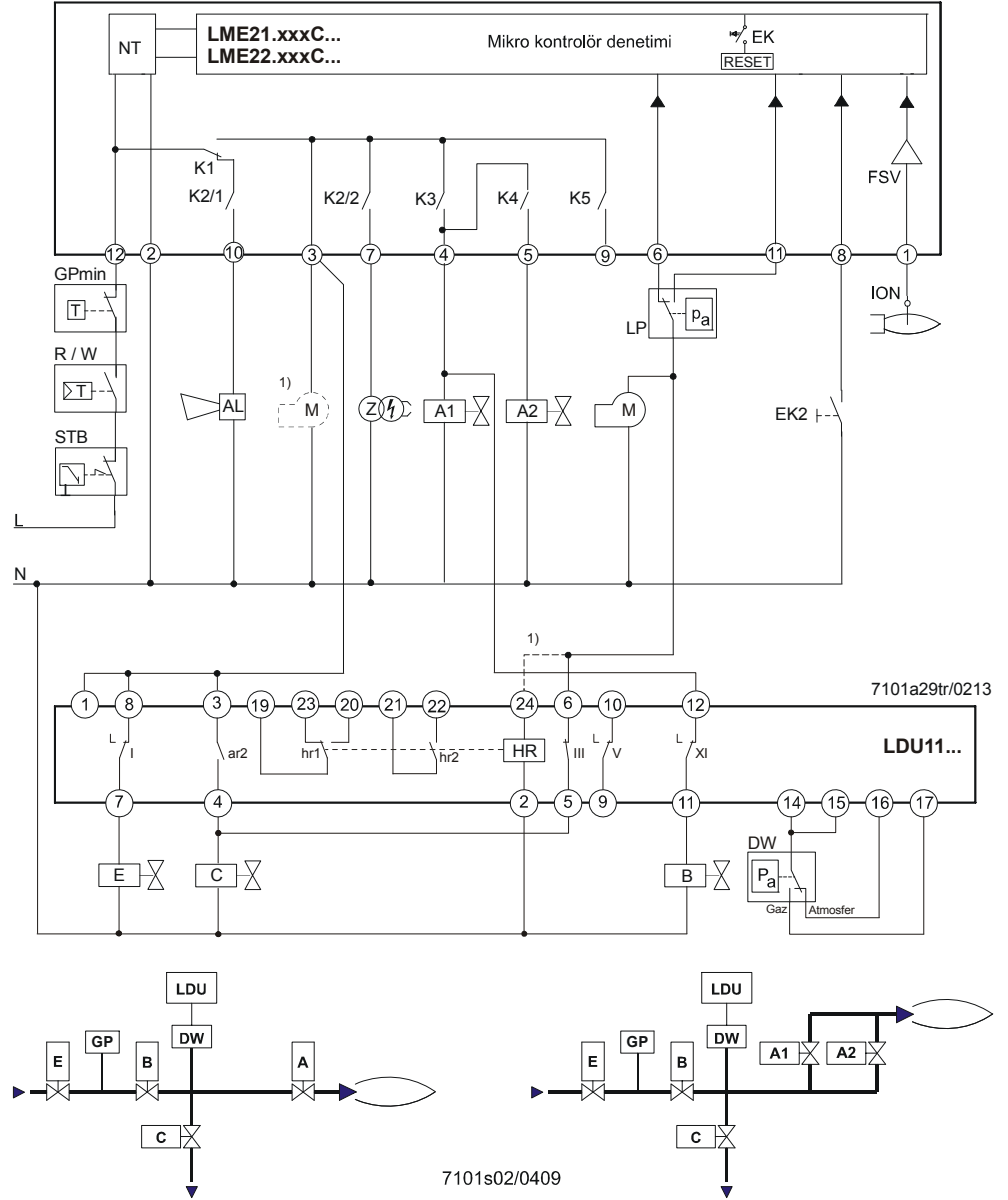 NT
LME21.xxxC...
LME22.xxxC...
Mikro kontrolör denetimi
EK
RESET
K1
K2/1
K2/2
K3
K4
K5
FSV
12 2 10 3 7 4 5 9 6 11 8 1
GPmin
T
R / W
T
STB
L
AL
1)
M
Z
A1
A2
LP
pa
M
ION
EK2
N
1)
7101a29tr/0213
1 8 3 19 23 20 21 22 24 6 10 12
LDU11...
I
ar2
hr1
hr2
HR
III
V
XI
L
L
L
7 4 2 5 9 11 14 15 16 17
E
C
B
DW
Pa
Gaz
Atmosfer
LDU
DW
E
GP
B
A
C
LDU
DW
E
GP
B
A1
A2
C
7101s02/0409